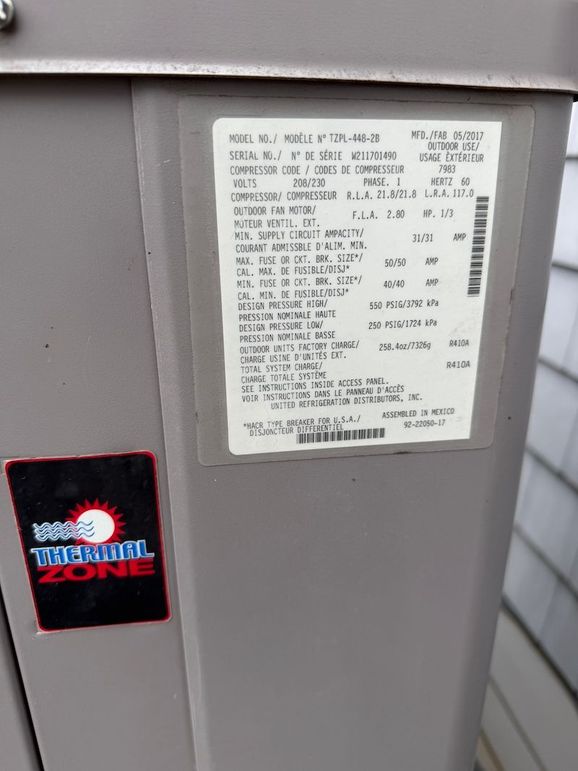 MODEL NO./ MODÈLE N° TZPL-448-2B MFD./FAB 05/2017
OUTDOOR USE/
SERIAL NO./ N° DE SÉRIE W211701490 USAGE EXTÉRIEUR
COMPRESSOR CODE / CODES DE COMPRESSER 7983
VOLTS 208/230 PHASE. 1 HERTZ 60
COMPRESSOR/ COMPRESSER R.L.A. 21.8/21.8 L.R.A. 117.0
OUTDOOR FAN MOTOR/
MOTEUR VENTIL. EXT. F.L.A. 2.80 HP. 1/3
MIN. SUPPLY CIRCUIT AMPACITY/
COURANT ADMISSBLE D'ALIM. MIN. 31/31 AMP
MAX. FUSE OR CKT. BRK. SIZE*/
CAL. MAX. DE FUSIBLE/DISJ* 50/50 AMP
MIN. FUSE OR CKT. BRK. SIZE*/
CAL. MIN. DE FUSIBLE/DISJ* 40/40 AMP
DESIGN PRESSURE HIGH/
PRESSION NOMINALE HAUTE 550 PSIG/3792 kPa
DESIGN PRESSURE LOW/
PRESSION NOMINALE BASSE 250 PSIG/1724 kPa
OUTDOOR UNITS FACTORY CHARGE/
CHARGE USINE D'UNITÉS EXT. 258.4oz/7326g R410A
TOTAL SYSTEM CHARGE/
CHARGE TOTALE SYSTÈME R410A
SEE INSTRUCTIONS INSIDE ACCESS PANEL.
VOIR INSTRUCTIONS DANS LE PANNEAU D'ACCÈS
UNITED REFRIGERATION DISTRIBUTORS, INC.
ASSEMBLED IN MEXICO
*HACR TYPE BREAKER FOR U.S.A./
DISJONCTEUR DIFFERENTIEL 92-22050-17
THERMAL
ZONE